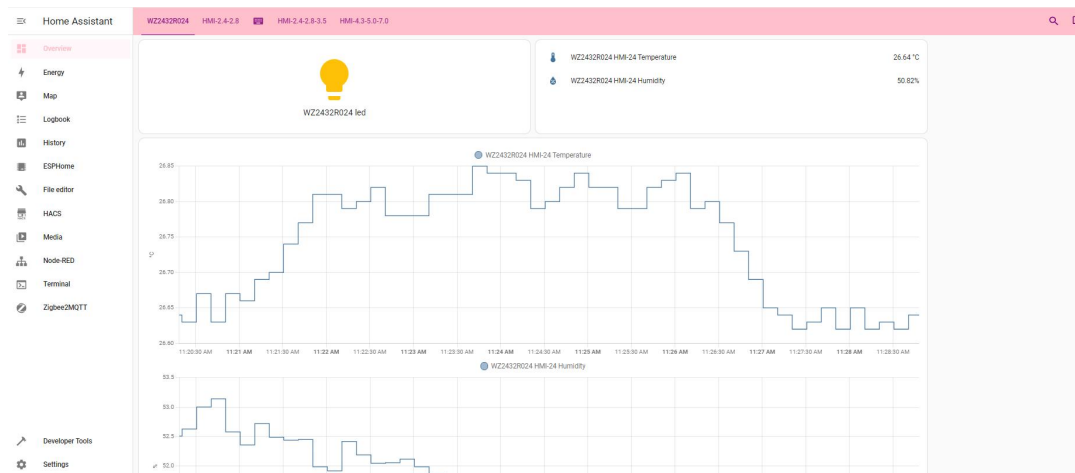 Home Assistant
WZ2432R024 HMI-2.4-2.8 HMI-2.4-2.8-3.5 HMI-4.3-5.0-7.0
Overview
Energy
Map
Logbook
History
ESPHome
File editor
HACS
Media
Node-RED
Terminal
Zigbee2MQTT
Developer Tools
Settings
WZ2432R024 led
WZ2432R024 HMI-24 Temperature 26.64 °C
WZ2432R024 HMI-24 Humidity 50.82%
WZ2432R024 HMI-24 Temperature
26.85
26.80
26.75
°C
26.70
26.65
26.60
11:20:30 AM 11:21 AM 11:21:30 AM 11:22 AM 11:22:30 AM 11:23 AM 11:23:30 AM 11:24 AM 11:24:30 AM 11:25 AM 11:25:30 AM 11:26 AM 11:26:30 AM 11:27 AM 11:27:30 AM 11:28 AM 11:28:30 AM
WZ2432R024 HMI-24 Humidity
53.5
53.0
52.5
% 52.0